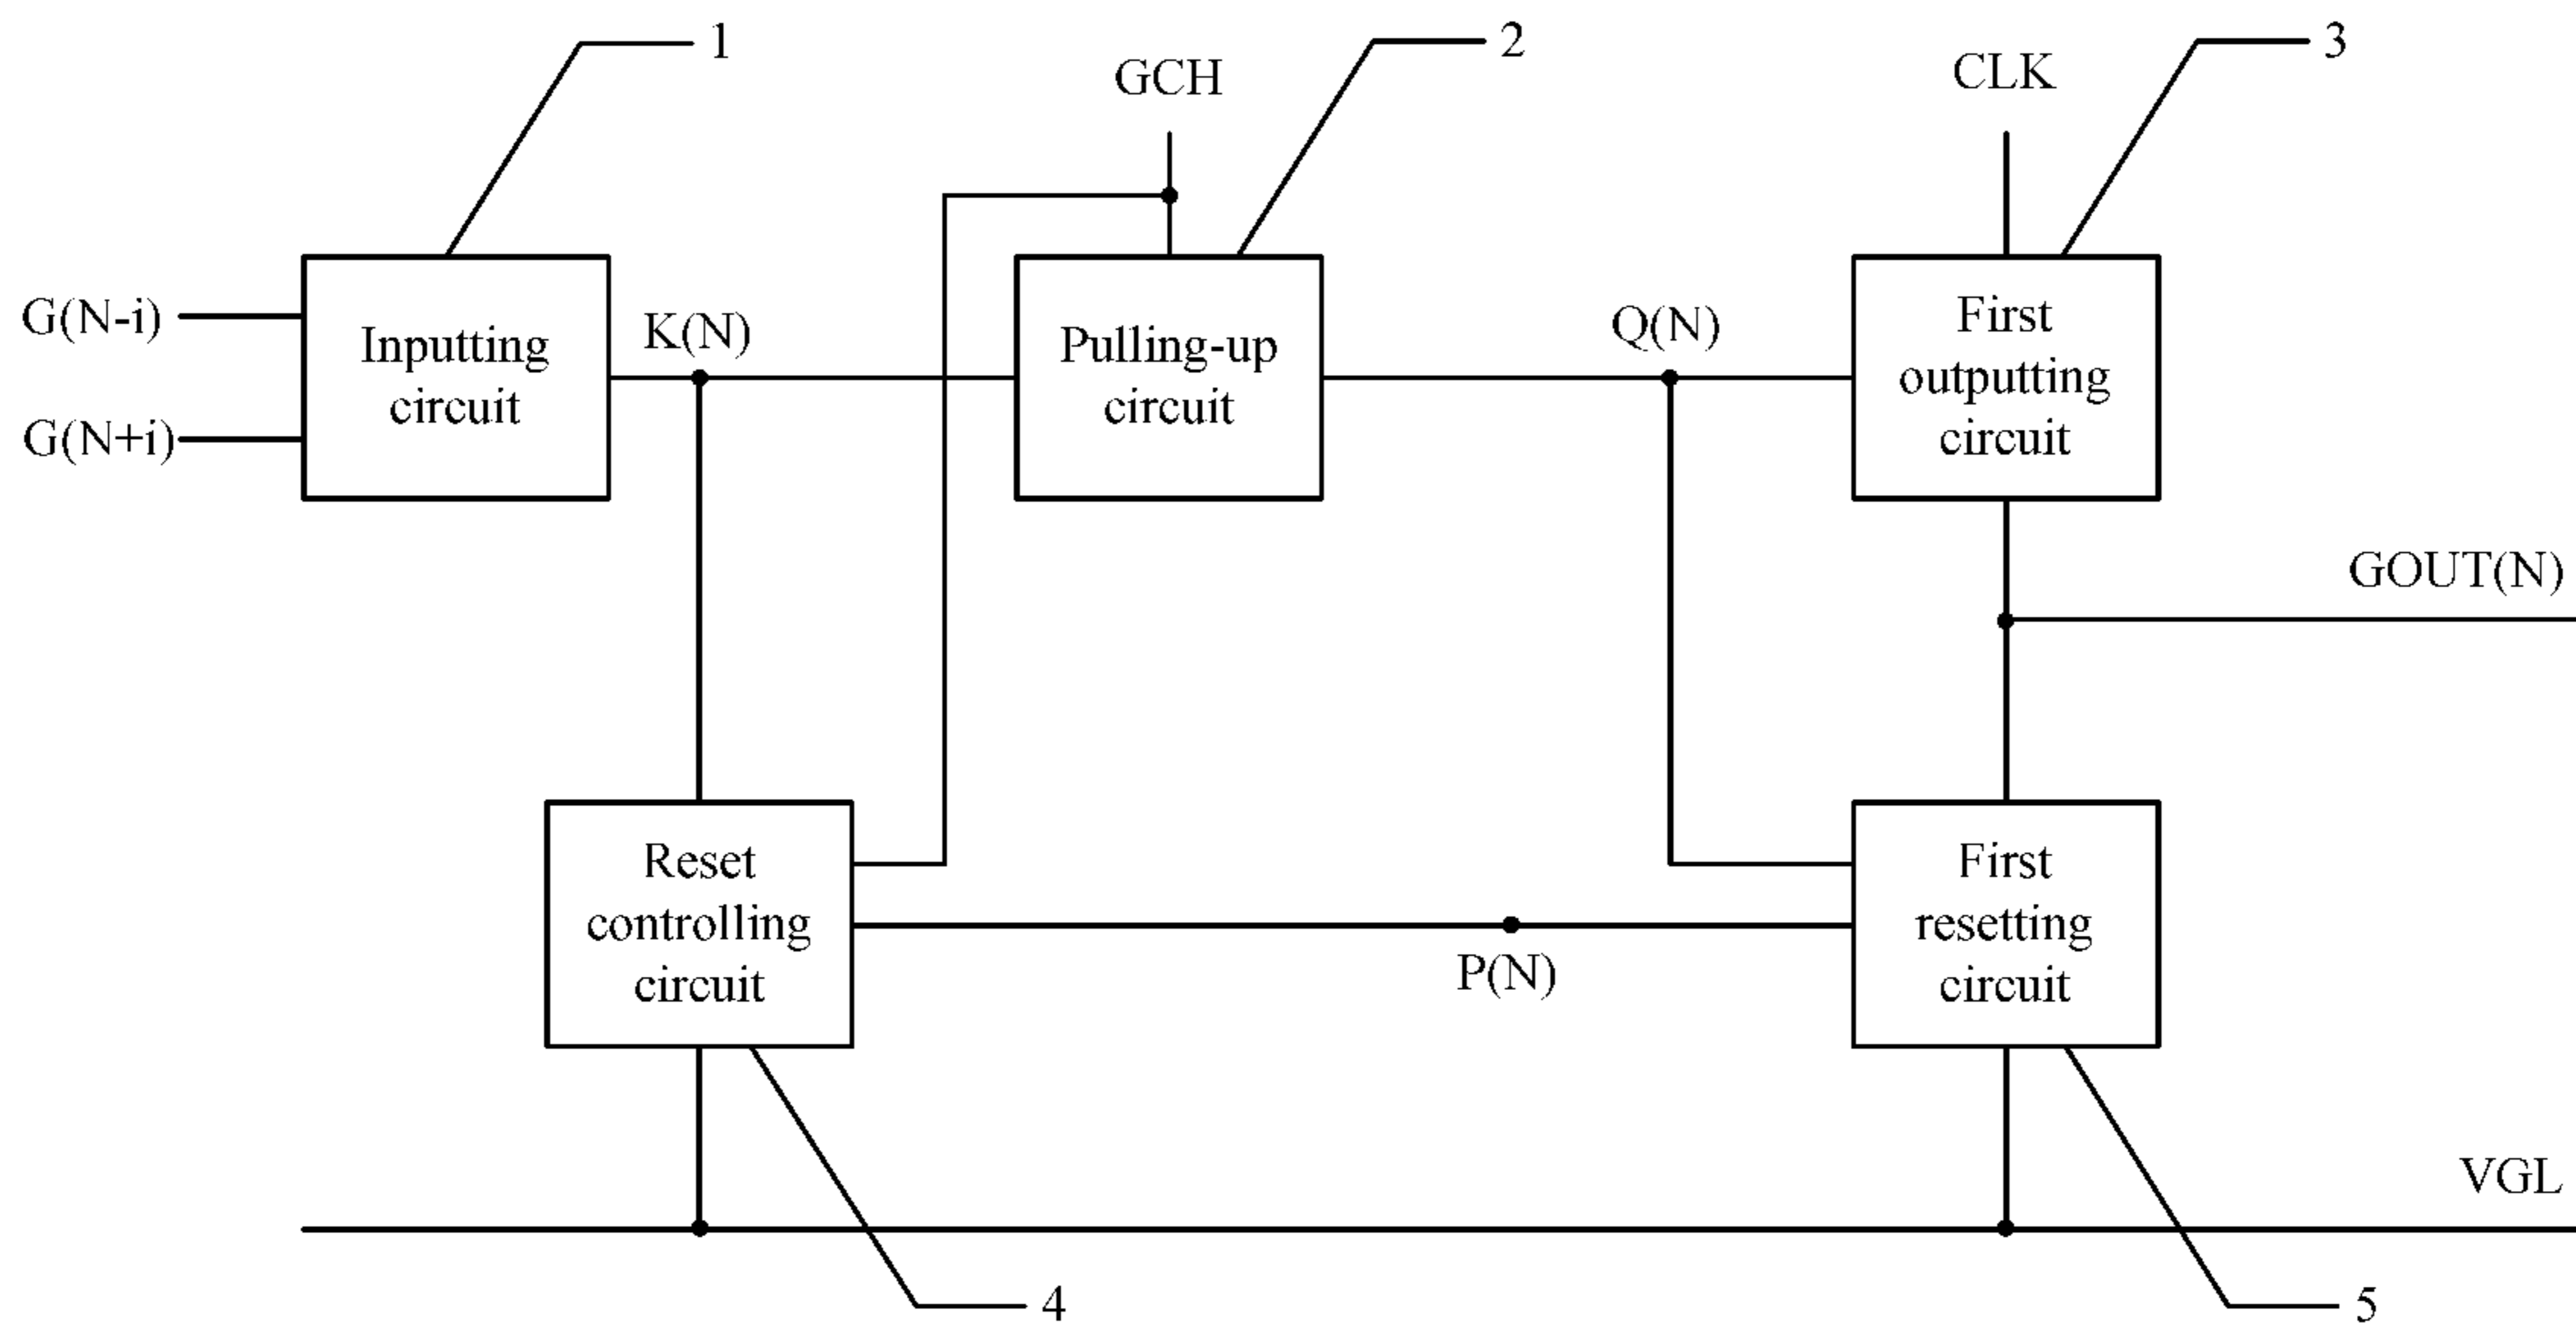 1
2
3
GCH
CLK
G(N-i)
G(N+i)
Inputting
circuit
K(N)
Pulling-up
circuit
Q(N)
First
outputting
circuit
GOUT(N)
Reset
controlling
circuit
P(N)
First
resetting
circuit
VGL
4
5